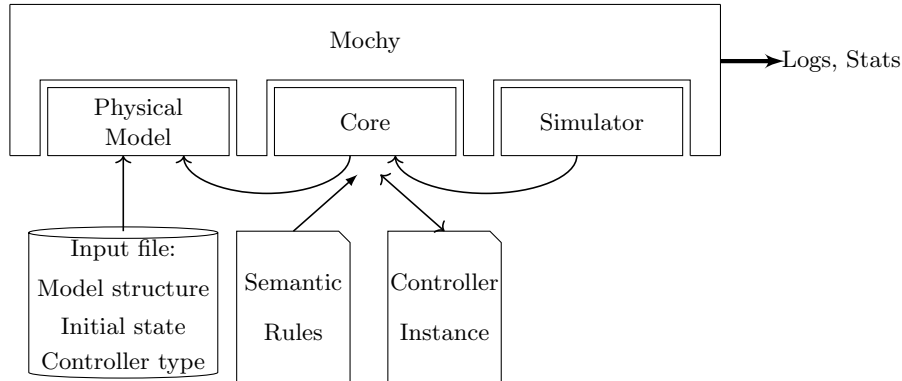 Mochy
Logs, Stats
Physical
Model
Core
Simulator
Input file:
Model structure
Initial state
Controller type
Semantic
Rules
Controller
Instance